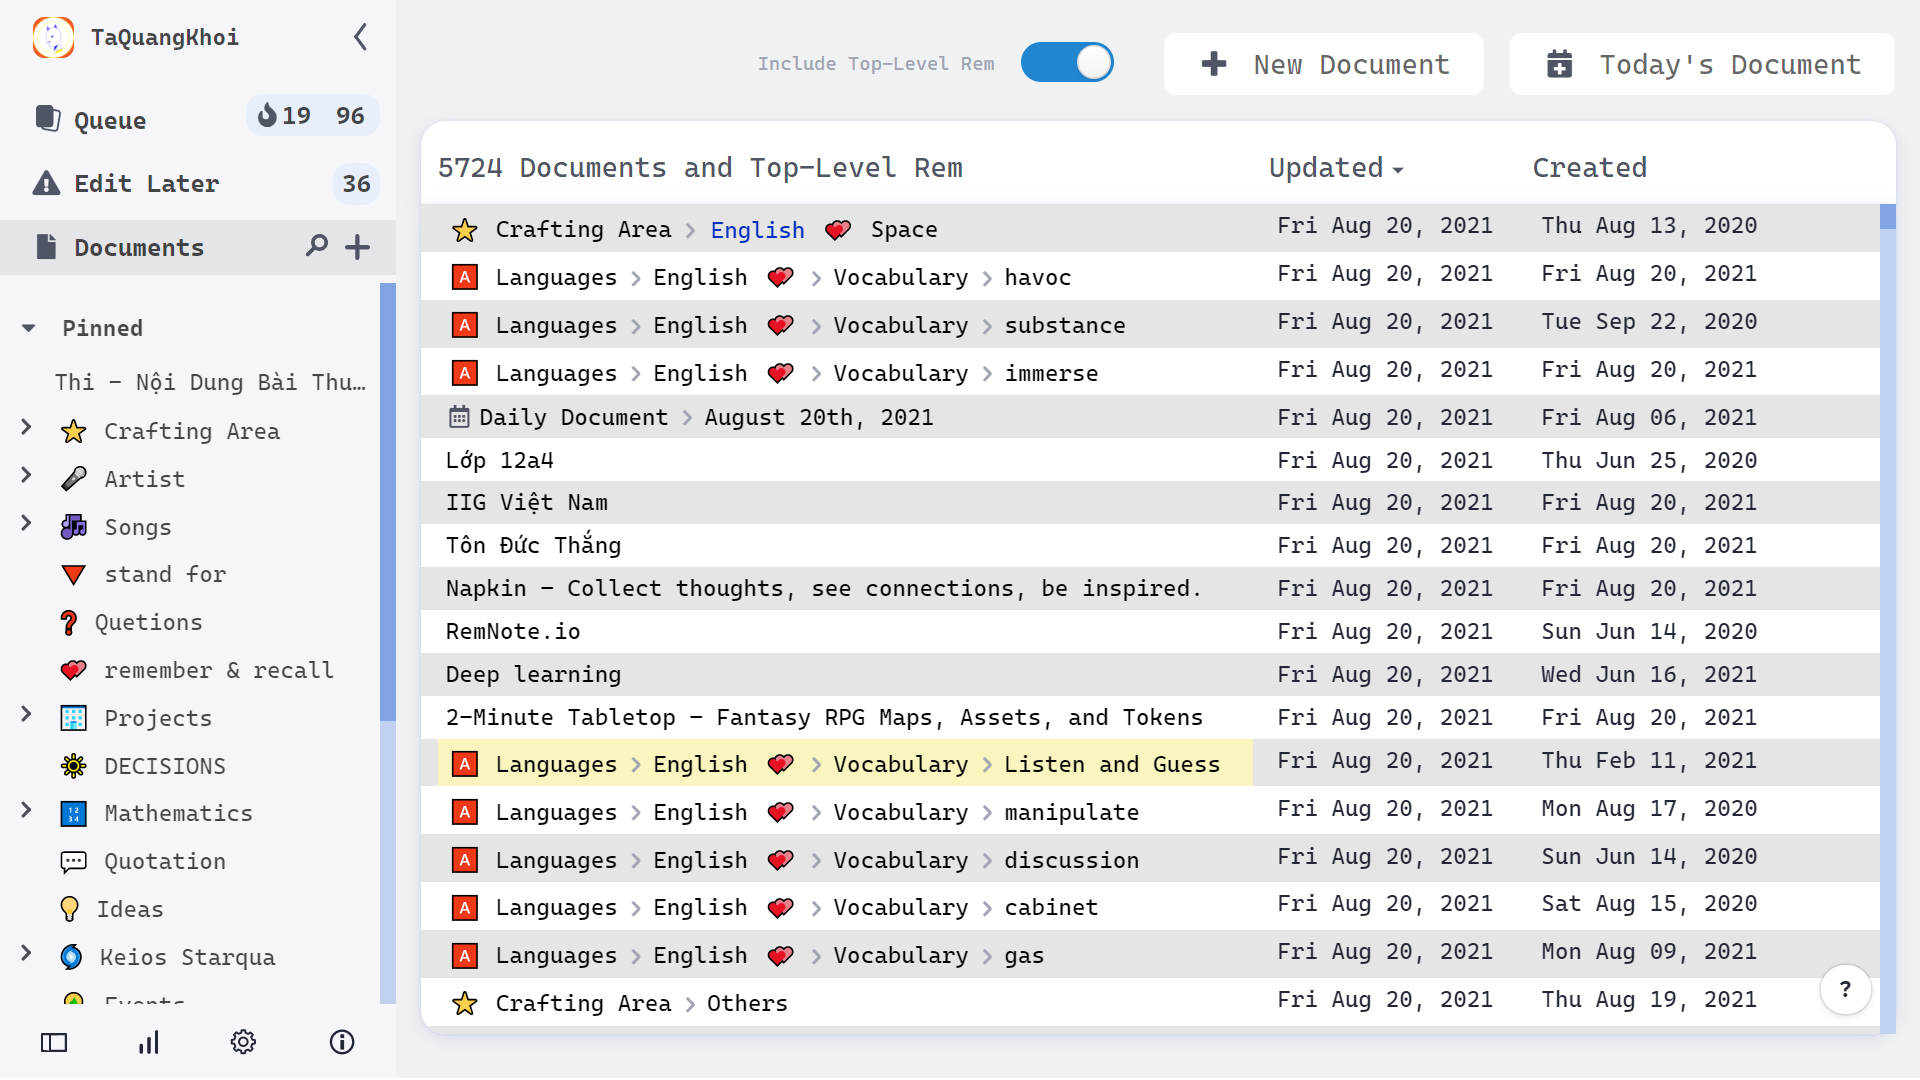 TaQuangKhoi
Queue 19 96
Edit Later 36
Documents
Pinned
Thi - Nội Dung Bài Thu…
Crafting Area
Artist
Songs
stand for
Quetions
remember & recall
Projects
DECISIONS
Mathematics
Quotation
Ideas
Keios Starqua
Include Top-Level Rem
New Document
Today's Document
5724 Documents and Top-Level Rem Updated Created
Crafting Area > English Space Fri Aug 20, 2021 Thu Aug 13, 2020
A Languages > English > Vocabulary > havoc Fri Aug 20, 2021 Fri Aug 20, 2021
A Languages > English > Vocabulary > substance Fri Aug 20, 2021 Tue Sep 22, 2020
A Languages > English > Vocabulary > immerse Fri Aug 20, 2021 Fri Aug 20, 2021
Daily Document > August 20th, 2021 Fri Aug 20, 2021 Fri Aug 06, 2021
Lớp 12a4 Fri Aug 20, 2021 Thu Jun 25, 2020
IIG Việt Nam Fri Aug 20, 2021 Fri Aug 20, 2021
Tôn Đức Thắng Fri Aug 20, 2021 Fri Aug 20, 2021
Napkin - Collect thoughts, see connections, be inspired. Fri Aug 20, 2021 Fri Aug 20, 2021
RemNote.io Fri Aug 20, 2021 Sun Jun 14, 2020
Deep learning Fri Aug 20, 2021 Wed Jun 16, 2021
2-Minute Tabletop - Fantasy RPG Maps, Assets, and Tokens Fri Aug 20, 2021 Fri Aug 20, 2021
A Languages > English > Vocabulary > Listen and Guess Fri Aug 20, 2021 Thu Feb 11, 2021
A Languages > English > Vocabulary > manipulate Fri Aug 20, 2021 Mon Aug 17, 2020
A Languages > English > Vocabulary > discussion Fri Aug 20, 2021 Sun Jun 14, 2020
A Languages > English > Vocabulary > cabinet Fri Aug 20, 2021 Sat Aug 15, 2020
A Languages > English > Vocabulary > gas Fri Aug 20, 2021 Mon Aug 09, 2021
Crafting Area > Others Fri Aug 20, 2021 Thu Aug 19, 2021
?